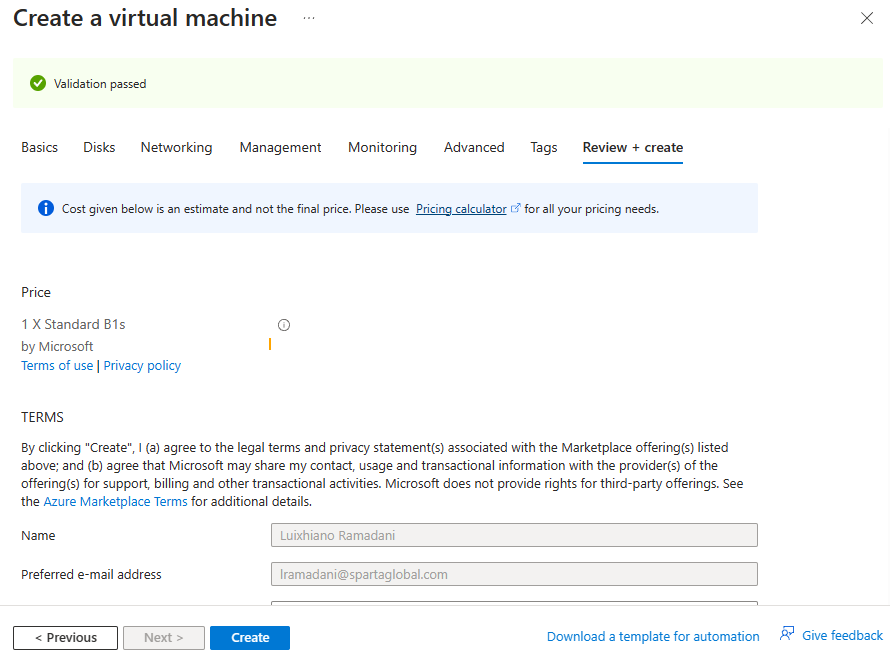 Create a virtual machine ...
Validation passed
Basics Disks Networking Management Monitoring Advanced Tags Review + create
Cost given below is an estimate and not the final price. Please use Pricing calculator for all your pricing needs.
Price
1 X Standard B1s
by Microsoft
Terms of use | Privacy policy
TERMS
By clicking "Create", I (a) agree to the legal terms and privacy statement(s) associated with the Marketplace offering(s) listed
above; and (b) agree that Microsoft may share my contact, usage and transactional information with the provider(s) of the
offering(s) for support, billing and other transactional activities. Microsoft does not provide rights for third-party offerings. See
the Azure Marketplace Terms for additional details.
Name Luixhiano Ramadani
Preferred e-mail address lramadani@spartaglobal.com
< Previous Next > Create Download a template for automation Give feedback